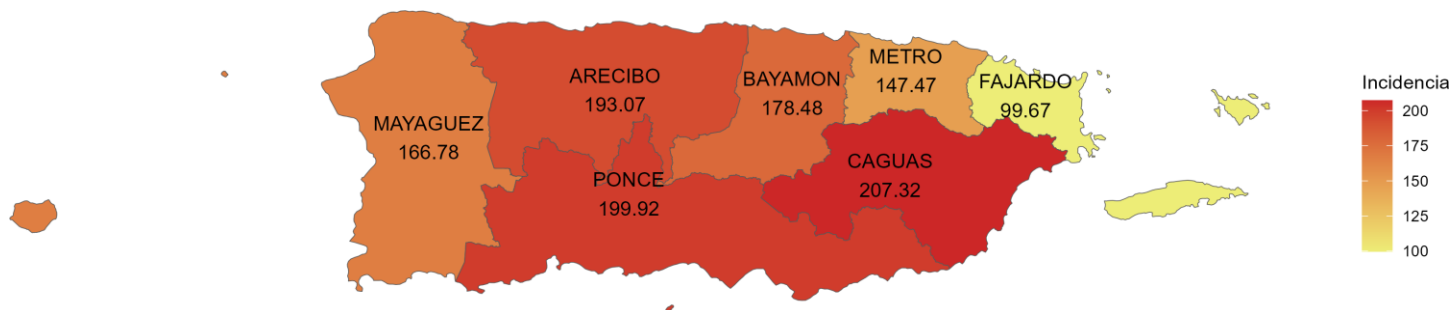 METRO
147.47
ARECIBO
193.07
BAYAMON
178.48
FAJARDO
99.67
MAYAGUEZ
166.78
CAGUAS
207.32
PONCE
199.92
Incidencia
200
175
150
125
100